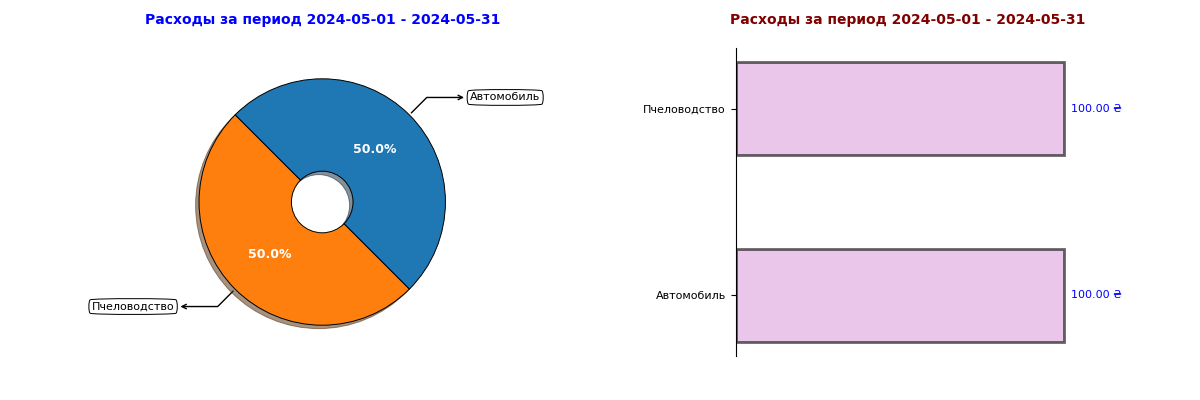 Расходы за период 2024-05-01 - 2024-05-31
Автомобиль
50.0%
50.0%
Пчеловодство
Расходы за период 2024-05-01 - 2024-05-31
Пчеловодство
100.00 ₴
Автомобиль
100.00 ₴